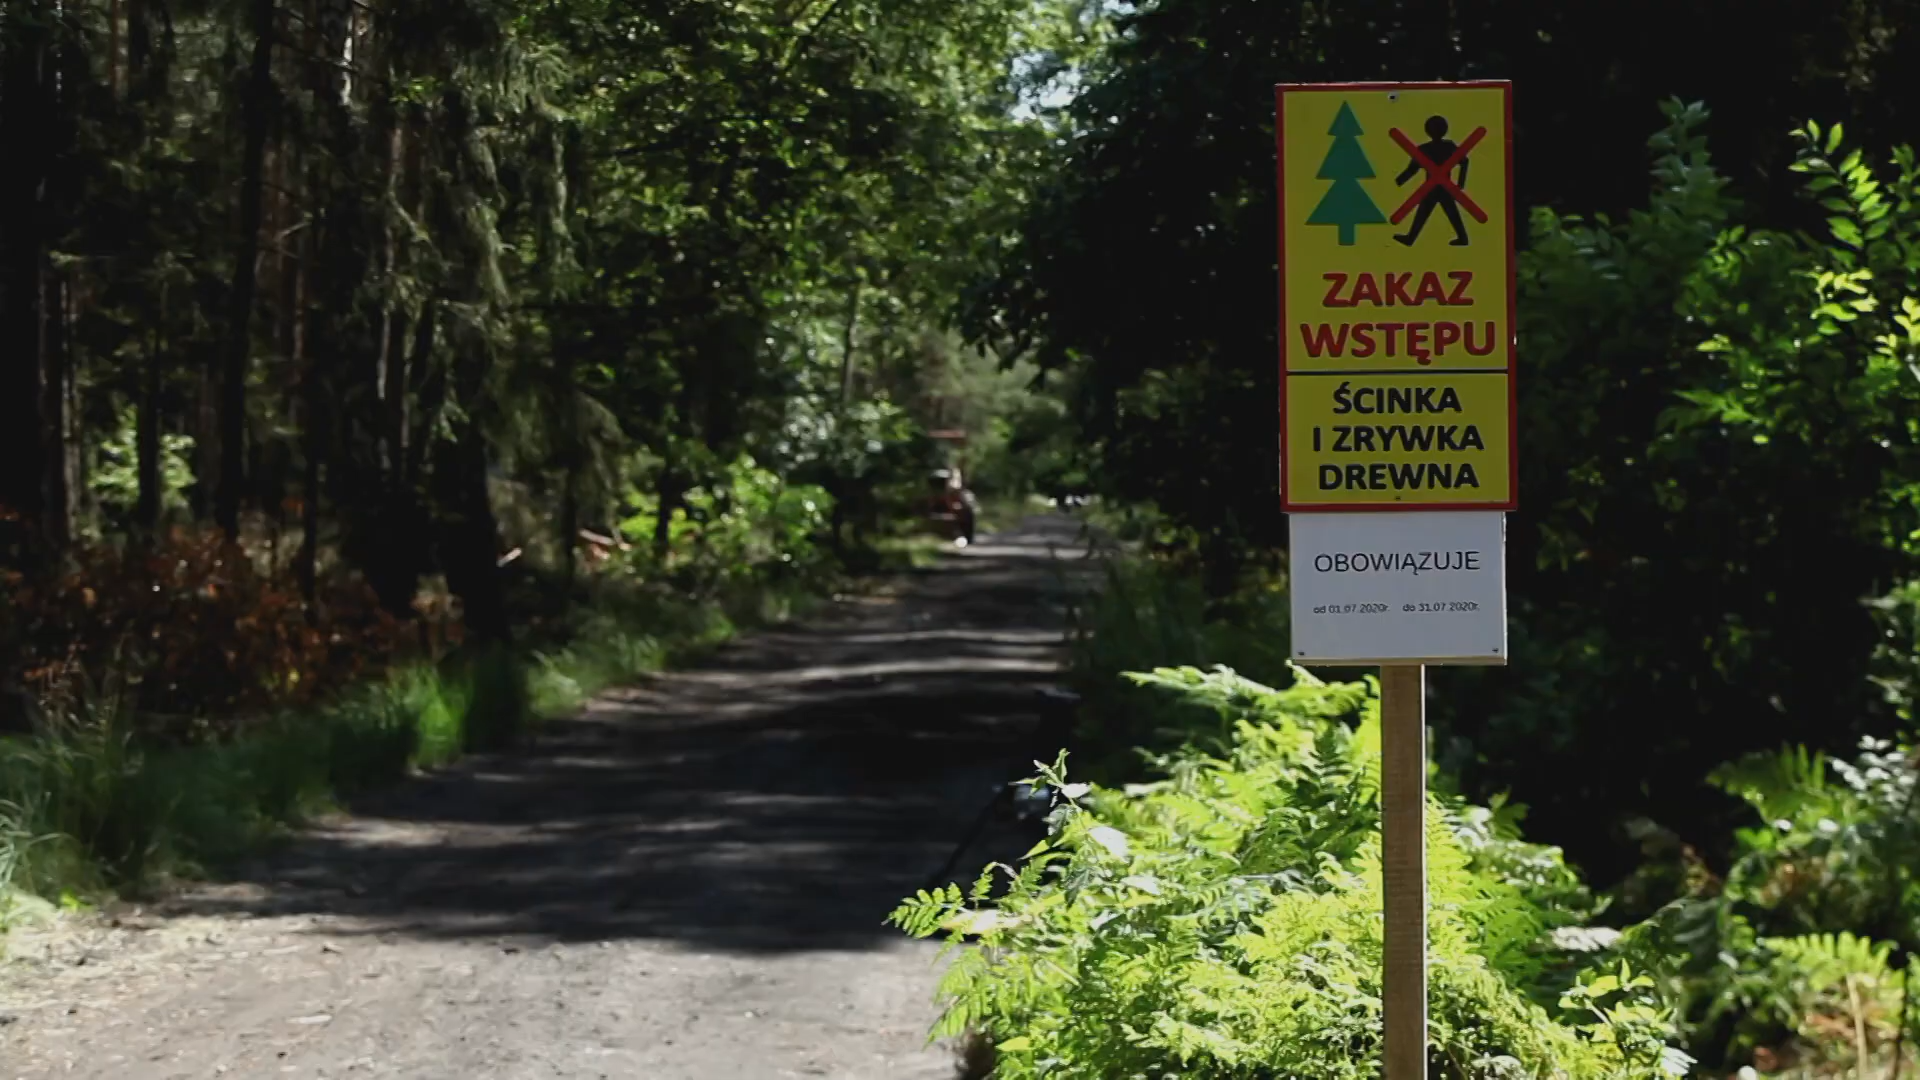 ZAKAZ
WSTĘPU
ŚCINKA
I ZRYWKA
DREWNA
OBOWIĄZUJE
od 01.07.2020r. do 31.07.2020r.